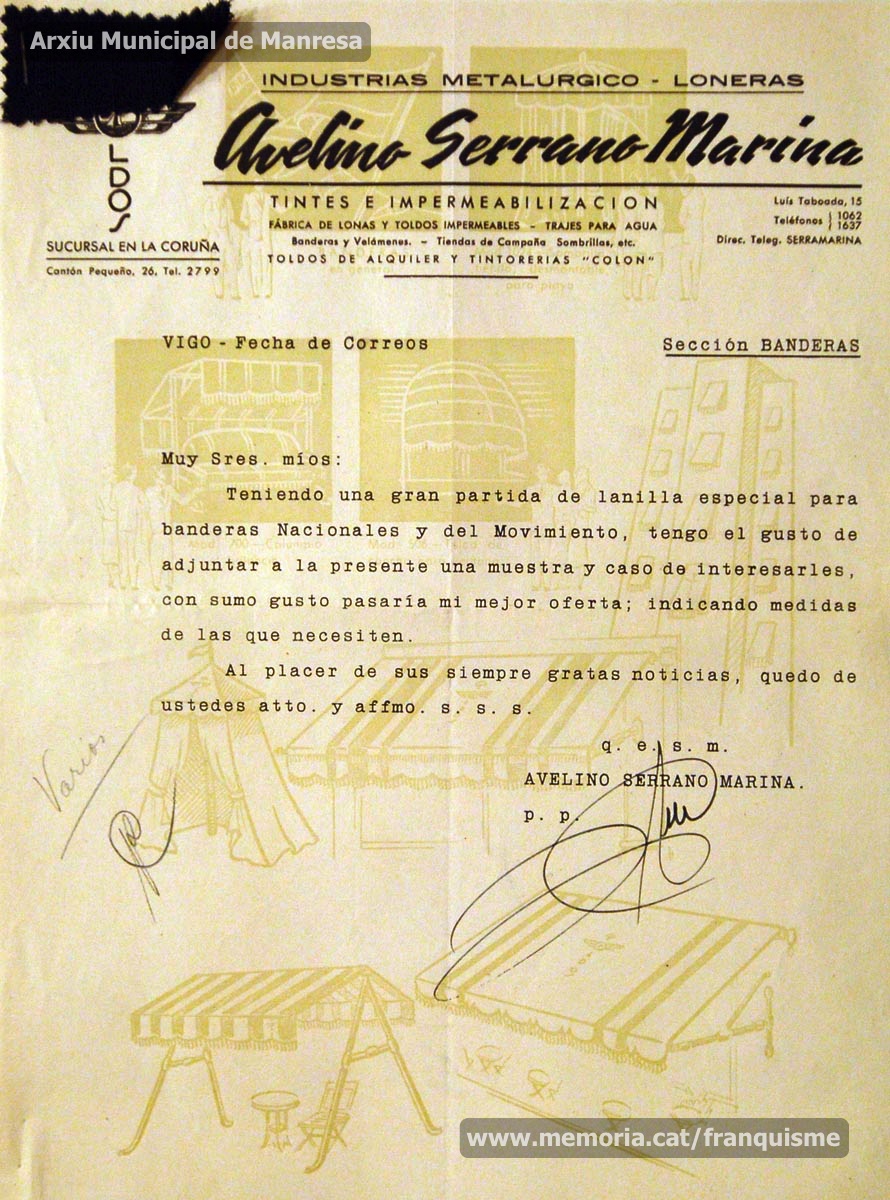 Arxiu Municipal de Manresa
INDUSTRIAS METALURGICO - LONERAS
Avelino Serrano Marina
OLDOS
SUCURSAL EN LA CORUÑA
Cantón Pequeño, 26, Tel. 2799
TINTES E IMPERMEABILIZACION
FÁBRICA DE LONAS Y TOLDOS IMPERMEABLES - TRAJES PARA AGUA
Banderas y Velámenes. - Tiendas de Campaña Sombrillas, etc.
TOLDOS DE ALQUILER Y TINTORERIAS "COLON"
Luis Taboada, 15
Teléfonos 1062
1637
Direc. Teleg. SERRAMARINA
en general
desmontable
para playa
VIGO - Fecha de Correos
Sección BANDERAS
Muy Sres. míos:
Teniendo una gran partida de lanilla especial para
banderas Nacionales y del Movimiento, tengo el gusto de
adjuntar a la presente una muestra y caso de interesarles,
con sumo gusto pasaría mi mejor oferta; indicando medidas
de las que necesiten.
Al placer de sus siempre gratas noticias, quedo de
ustedes atto. y affmo. s. s. s.
q. e. s. m.
AVELINO SERRANO MARINA.
p. p.
Varios
www.memoria.cat/franquisme